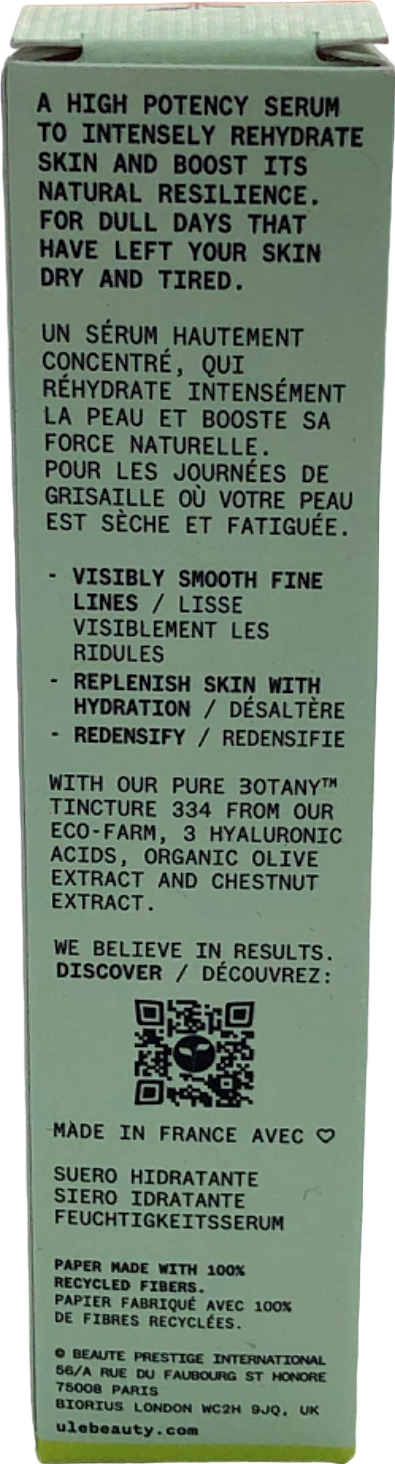 A HIGH POTENCY SERUM
TO INTENSELY REHYDRATE
SKIN AND BOOST ITS
NATURAL RESILIENCE.
FOR DULL DAYS THAT
HAVE LEFT YOUR SKIN
DRY AND TIRED.
UN SÉRUM HAUTEMENT
CONCENTRÉ, QUI
RÉHYDRATE INTENSÉMENT
LA PEAU ET BOOSTE SA
FORCE NATURELLE.
POUR LES JOURNÉES DE
GRISAILLE OÙ VOTRE PEAU
EST SÈCHE ET FATIGUÉE.
- VISIBLY SMOOTH FINE
LINES / LISSE
VISIBLEMENT LES
RIDULES
- REPLENISH SKIN WITH
HYDRATION / DÉSALTÈRE
- REDENSIFY / REDENSIFIE
WITH OUR PURE 3OTANY™
TINCTURE 334 FROM OUR
ECO-FARM, 3 HYALURONIC
ACIDS, ORGANIC OLIVE
EXTRACT AND CHESTNUT
EXTRACT.
WE BELIEVE IN RESULTS.
DISCOVER / DÉCOUVREZ:
MADE IN FRANCE AVEC ♡
SUERO HIDRATANTE
SIERO IDRATANTE
FEUCHTIGKEITSSERUM
PAPER MADE WITH 100%
RECYCLED FIBERS.
PAPIER FABRIQUÉ AVEC 100%
DE FIBRES RECYCLÉES.
© BEAUTE PRESTIGE INTERNATIONAL
56/A RUE DU FAUBOURG ST HONORE
75008 PARIS
BIORIUS LONDON WC2H 9JQ, UK
ulebeauty.com